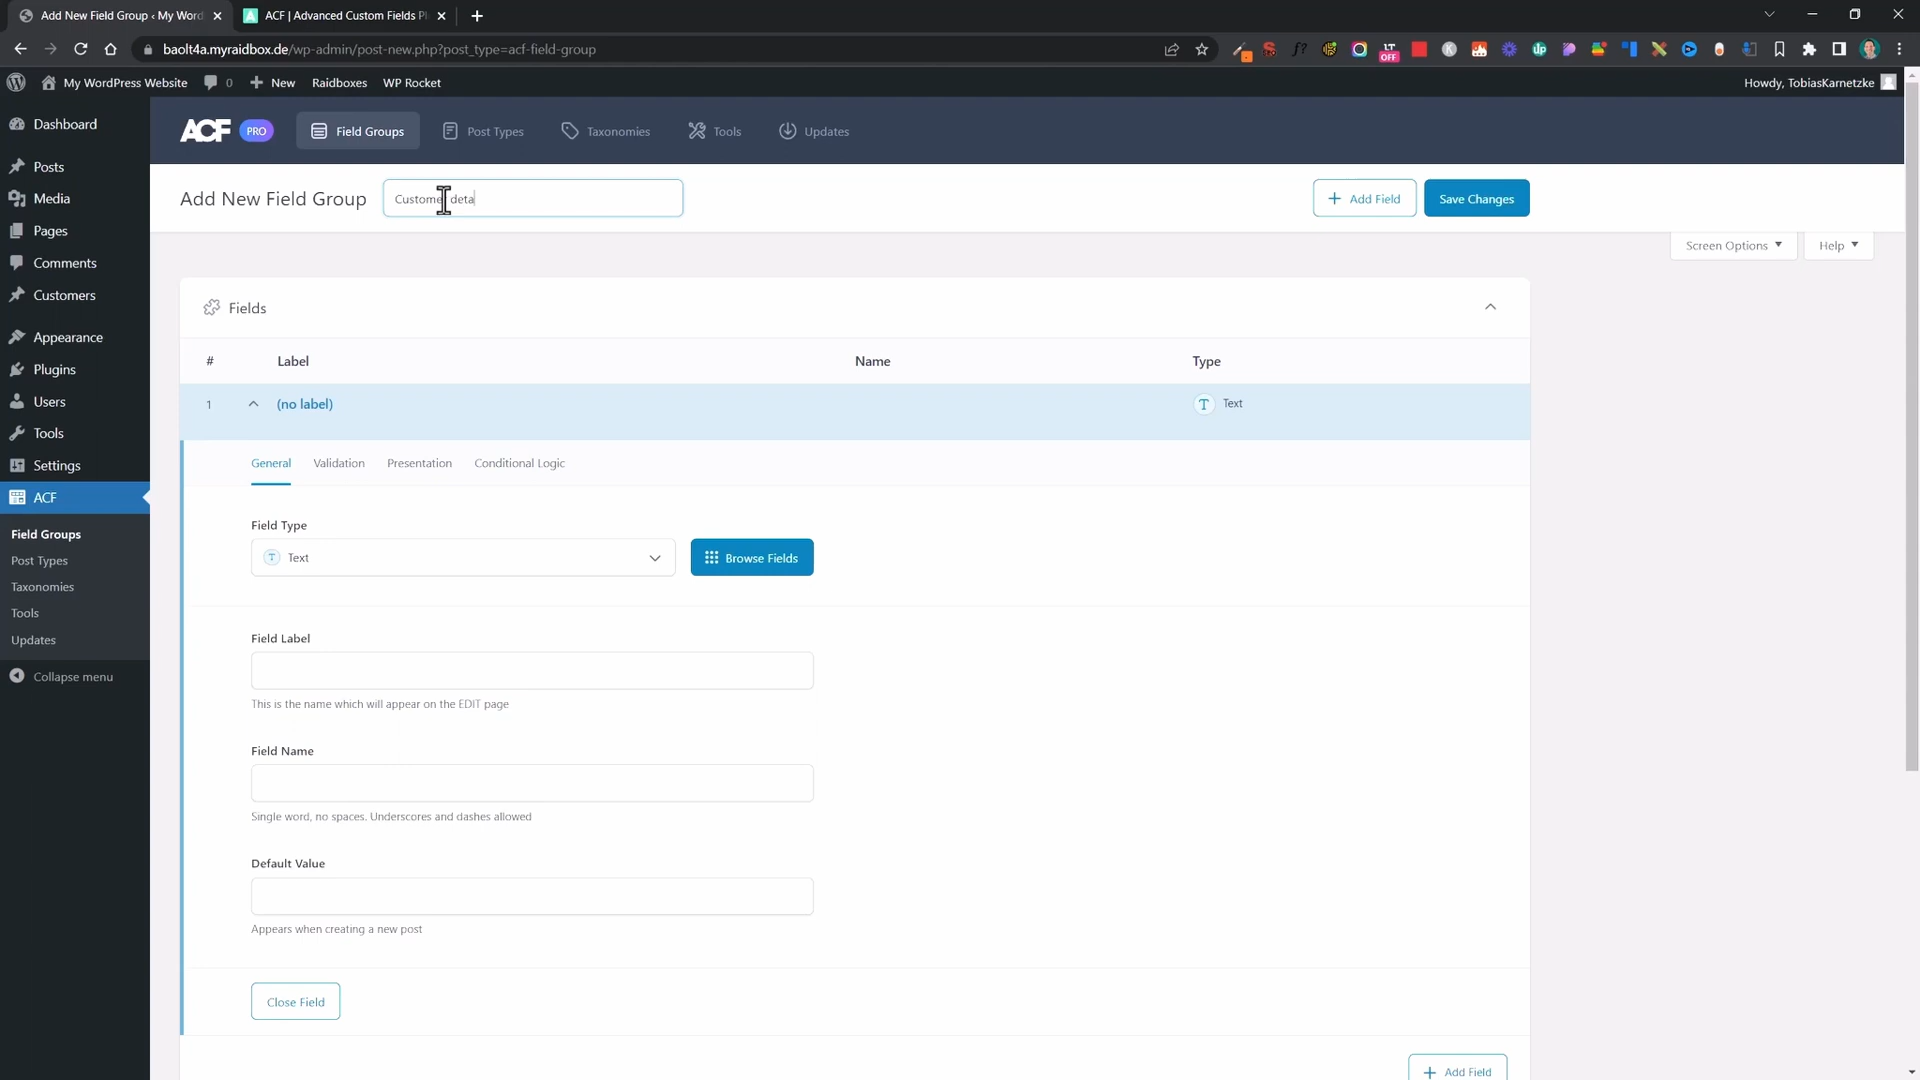 Add New Field Group ‹ My Word
ACF | Advanced Custom Fields Pl
baolt4a.myraidbox.de/wp-admin/post-new.php?post_type=acf-field-group
LT
OFF
My WordPress Website
0
New
Raidboxes
WP Rocket
Howdy, TobiasKarnetzke
Dashboard
Posts
Media
Pages
Comments
Customers
Appearance
Plugins
Users
Tools
Settings
ACF
Field Groups
Post Types
Taxonomies
Tools
Updates
Collapse menu
ACF PRO
Field Groups
Post Types
Taxonomies
Tools
Updates
Add New Field Group
Customer deta
+ Add Field
Save Changes
Screen Options
Help
Fields
# Label Name Type
1 (no label) T Text
General
Validation
Presentation
Conditional Logic
Field Type
T Text
Browse Fields
Field Label
This is the name which will appear on the EDIT page
Field Name
Single word, no spaces. Underscores and dashes allowed
Default Value
Appears when creating a new post
Close Field
+ Add Field